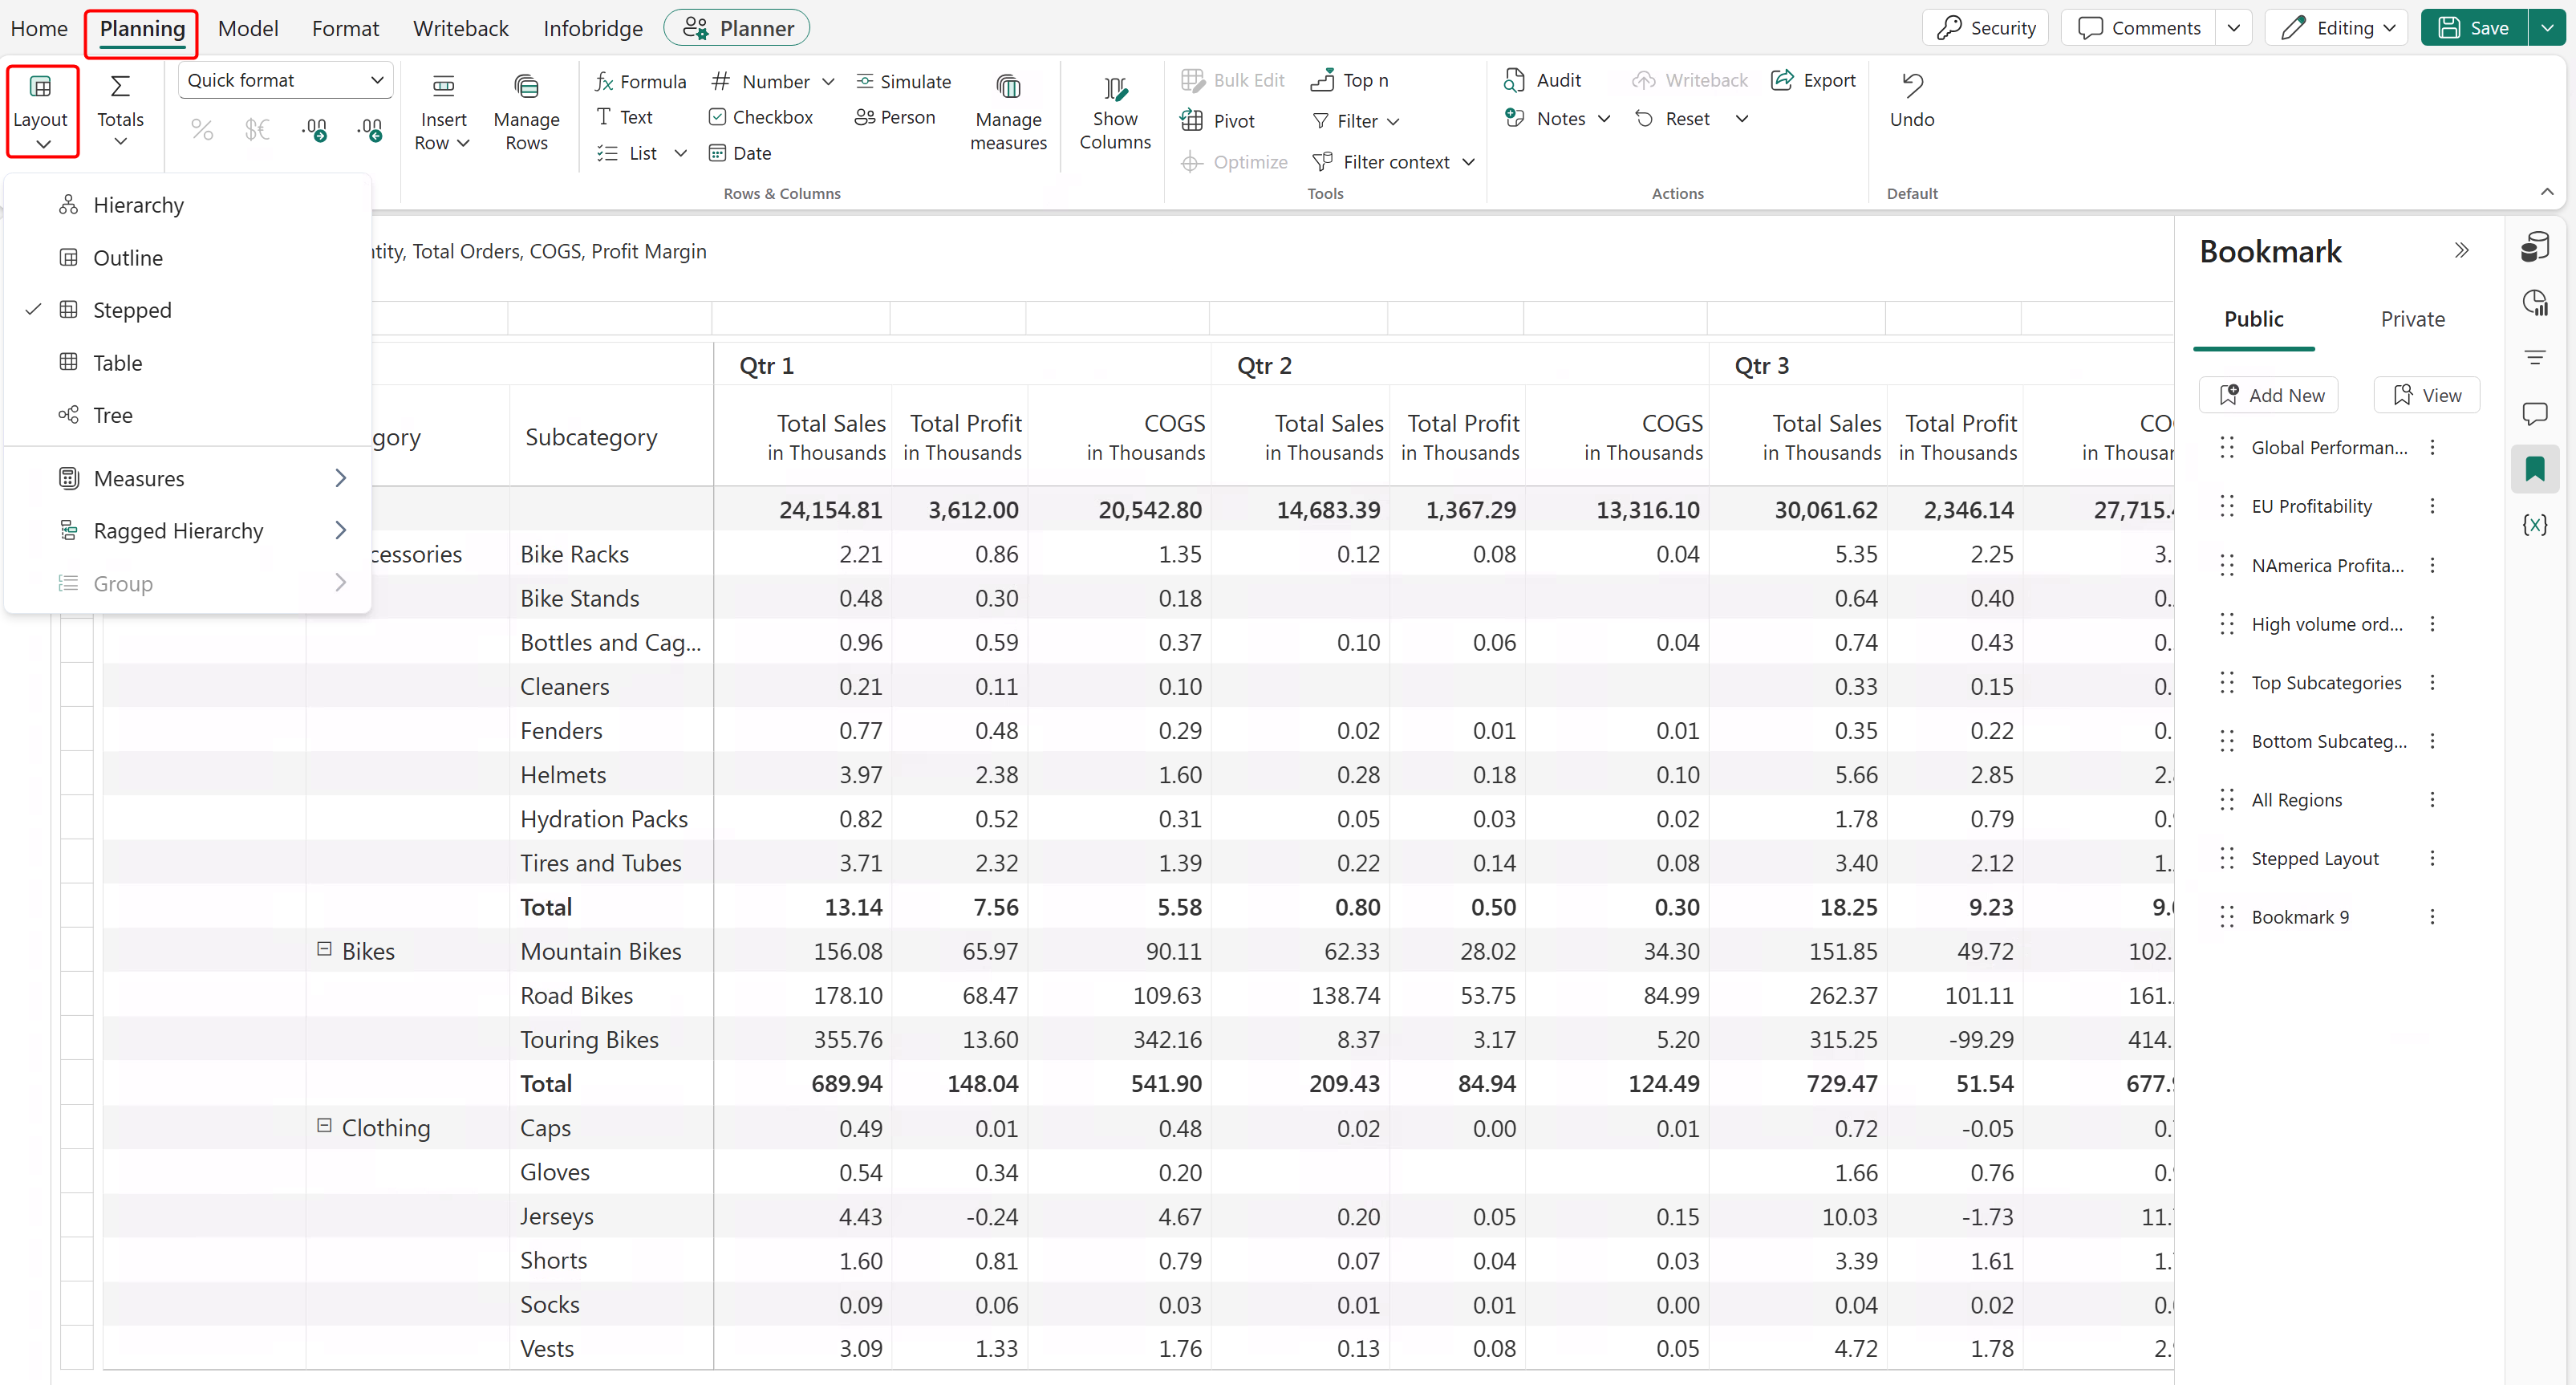 Home Planning Model Format Writeback Infobridge Planner Security Comments Editing Save
Layout Totals Quick format Insert Row Manage Rows Formula Number Simulate Manage measures Show Columns Bulk Edit Top n Audit Writeback Export Undo
% $€ .00 .00 Text Checkbox Person Pivot Filter Notes Reset
List Date Optimize Filter context
Rows & Columns Tools Actions Default
Hierarchy
Outline
Stepped
Table
Tree
Measures
Ragged Hierarchy
Group
ntity, Total Orders, COGS, Profit Margin
Qtr 1 Qtr 2 Qtr 3
gory Subcategory Total Sales in Thousands Total Profit in Thousands COGS in Thousands Total Sales in Thousands Total Profit in Thousands COGS in Thousands Total Sales in Thousands Total Profit in Thousands
24,154.81 3,612.00 20,542.80 14,683.39 1,367.29 13,316.10 30,061.62 2,346.14 27,715.
cessories Bike Racks 2.21 0.86 1.35 0.12 0.08 0.04 5.35 2.25 3.
Bike Stands 0.48 0.30 0.18 0.64 0.40 0.
Bottles and Cag... 0.96 0.59 0.37 0.10 0.06 0.04 0.74 0.43 0.
Cleaners 0.21 0.11 0.10 0.33 0.15 0.
Fenders 0.77 0.48 0.29 0.02 0.01 0.01 0.35 0.22 0.
Helmets 3.97 2.38 1.60 0.28 0.18 0.10 5.66 2.85 2.
Hydration Packs 0.82 0.52 0.31 0.05 0.03 0.02 1.78 0.79 0.
Tires and Tubes 3.71 2.32 1.39 0.22 0.14 0.08 3.40 2.12 1.
Total 13.14 7.56 5.58 0.80 0.50 0.30 18.25 9.23 9.
Bikes Mountain Bikes 156.08 65.97 90.11 62.33 28.02 34.30 151.85 49.72 102.
Road Bikes 178.10 68.47 109.63 138.74 53.75 84.99 262.37 101.11 161.
Touring Bikes 355.76 13.60 342.16 8.37 3.17 5.20 315.25 -99.29 414.
Total 689.94 148.04 541.90 209.43 84.94 124.49 729.47 51.54 677.
Clothing Caps 0.49 0.01 0.48 0.02 0.00 0.01 0.72 -0.05 0.
Gloves 0.54 0.34 0.20 1.66 0.76 0.
Jerseys 4.43 -0.24 4.67 0.20 0.05 0.15 10.03 -1.73 11.
Shorts 1.60 0.81 0.79 0.07 0.04 0.03 3.39 1.61 1.
Socks 0.09 0.06 0.03 0.01 0.01 0.00 0.04 0.02 0.
Vests 3.09 1.33 1.76 0.13 0.08 0.05 4.72 1.78 2.
Bookmark
Public Private
Add New View
Global Performan...
EU Profitability
NAmerica Profita...
High volume ord...
Top Subcategories
Bottom Subcateg...
All Regions
Stepped Layout
Bookmark 9